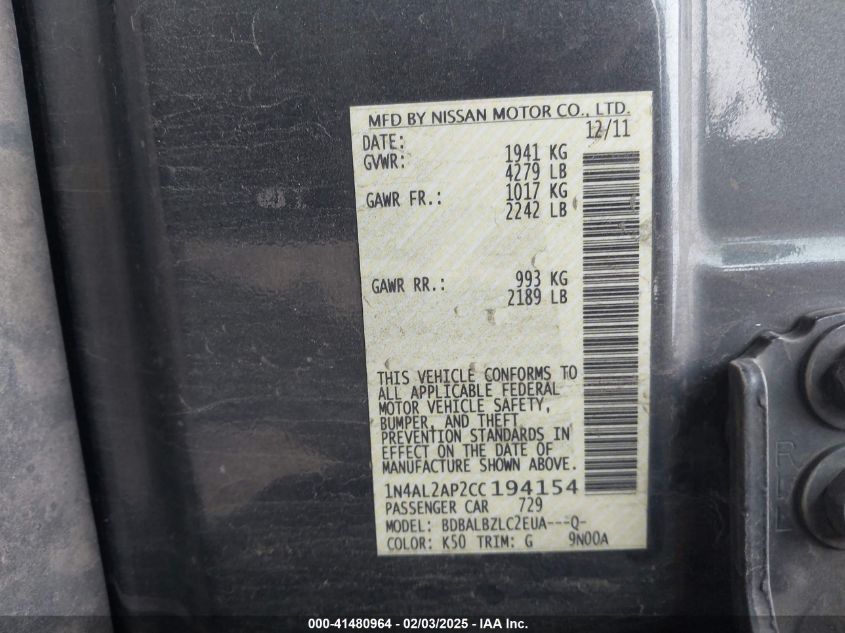 MFD BY NISSAN MOTOR CO., LTD.
DATE: 12/11
GVWR: 1941 KG
4279 LB
GAWR FR.: 1017 KG
2242 LB
GAWR RR.: 993 KG
2189 LB
THIS VEHICLE CONFORMS TO
ALL APPLICABLE FEDERAL
MOTOR VEHICLE SAFETY,
BUMPER, AND THEFT
PREVENTION STANDARDS IN
EFFECT ON THE DATE OF
MANUFACTURE SHOWN ABOVE.
1N4AL2AP2CC194154
PASSENGER CAR 729
MODEL: BDBALBZLC2EUA---Q-
COLOR: K50 TRIM: G 9N00A
000-41480964 - 02/03/2025 - IAA Inc.